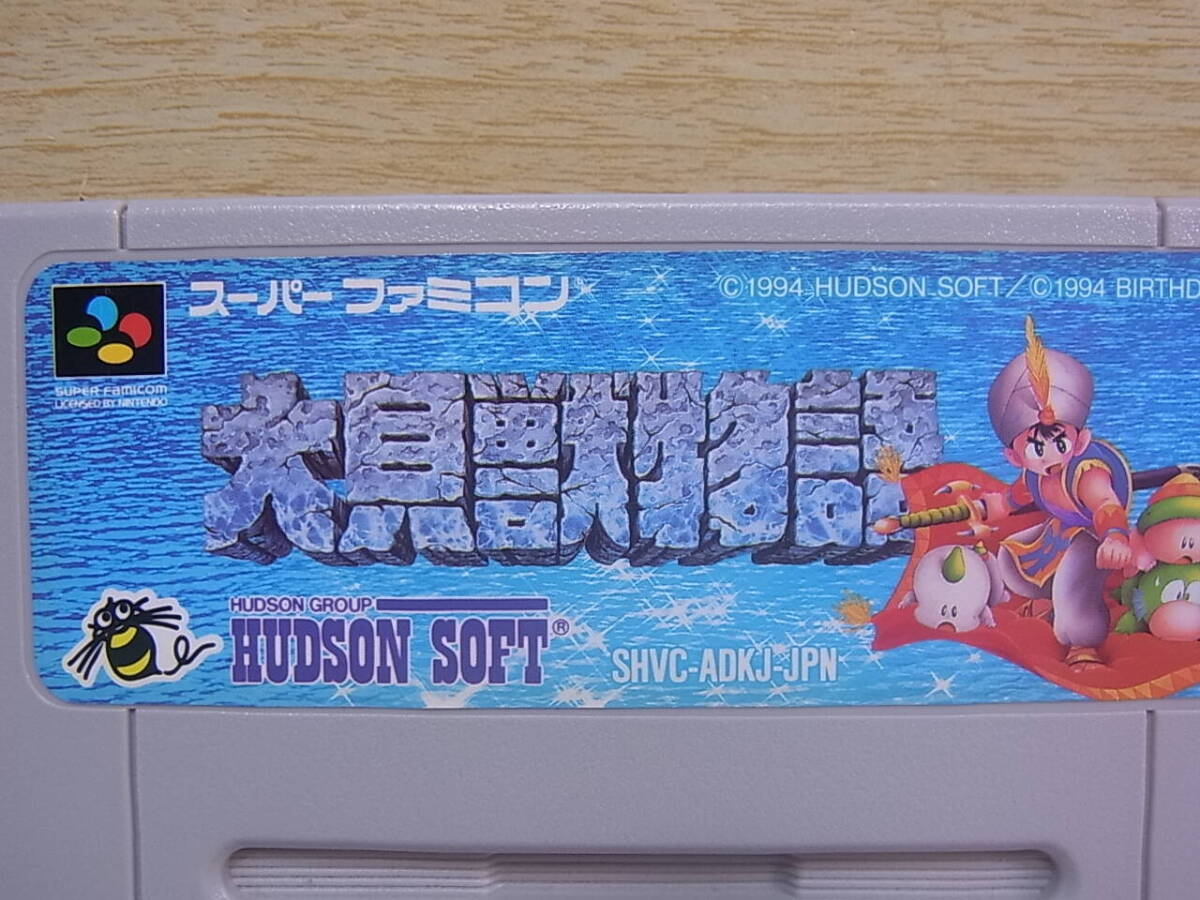 スーパーファミコン®
©1994 HUDSON SOFT/©1994 BIRTHD
SUPER FAMICOM
LICENSED BY NINTENDO
大貝獣物語
HUDSON GROUP
HUDSON SOFT®
SHVC-ADKJ-JPN